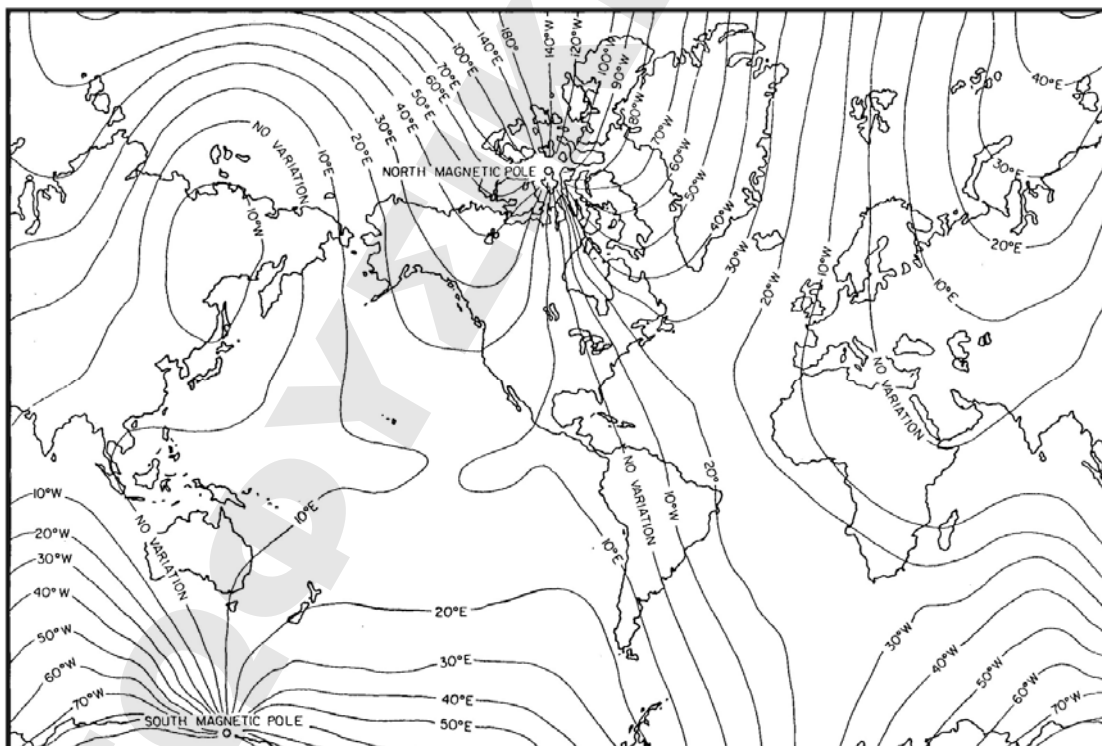 180°
140°E
100°E
70°E
60°E
50°E
40°E
30°E
20°E
10°E
NO VARIATION
10°W
140°W
120°W
100°W
90°W
80°W
70°W
60°W
50°W
40°W
30°W
20°W
10°W
40°E
30°E
20°E
10°E
NORTH MAGNETIC POLE
NO VARIATION
20°
10°W
NO VARIATION
10°E
10°E
NO VARIATION
10°W
20°W
30°W
40°W
50°W
60°W
70°W
20°E
30°E
40°E
50°E
30°W
40°W
50°W
60°W
70°W
SOUTH MAGNETIC POLE